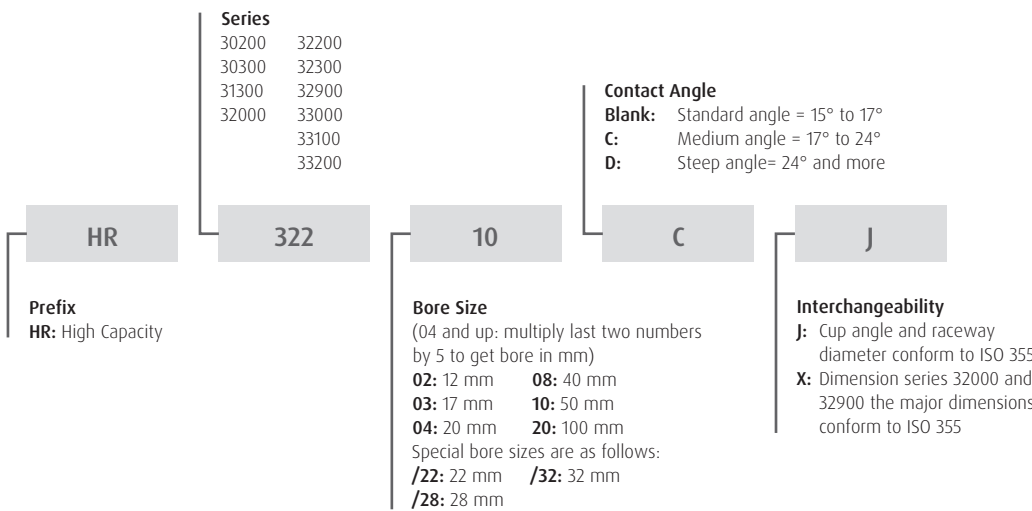 Series
30200 32200
30300 32300
31300 32900
32000 33000
33100
33200
Contact Angle
Blank: Standard angle = 15° to 17°
C: Medium angle = 17° to 24°
D: Steep angle= 24° and more
HR 322 10 C J
Prefix
HR: High Capacity
Bore Size
(04 and up: multiply last two numbers
by 5 to get bore in mm)
02: 12 mm 08: 40 mm
03: 17 mm 10: 50 mm
04: 20 mm 20: 100 mm
Special bore sizes are as follows:
/22: 22 mm /32: 32 mm
/28: 28 mm
Interchangeability
J: Cup angle and raceway
diameter conform to ISO 355
X: Dimension series 32000 and
32900 the major dimensions
conform to ISO 355